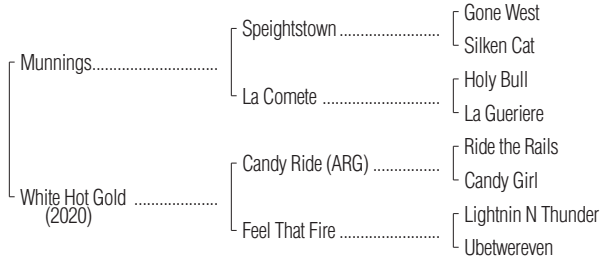 Gone West
Speightstown
Silken Cat
Munnings
Holy Bull
La Comete
La Gueriere
Ride the Rails
Candy Ride (ARG)
Candy Girl
White Hot Gold
(2020)
Lightnin N Thunder
Feel That Fire
Ubetwereven